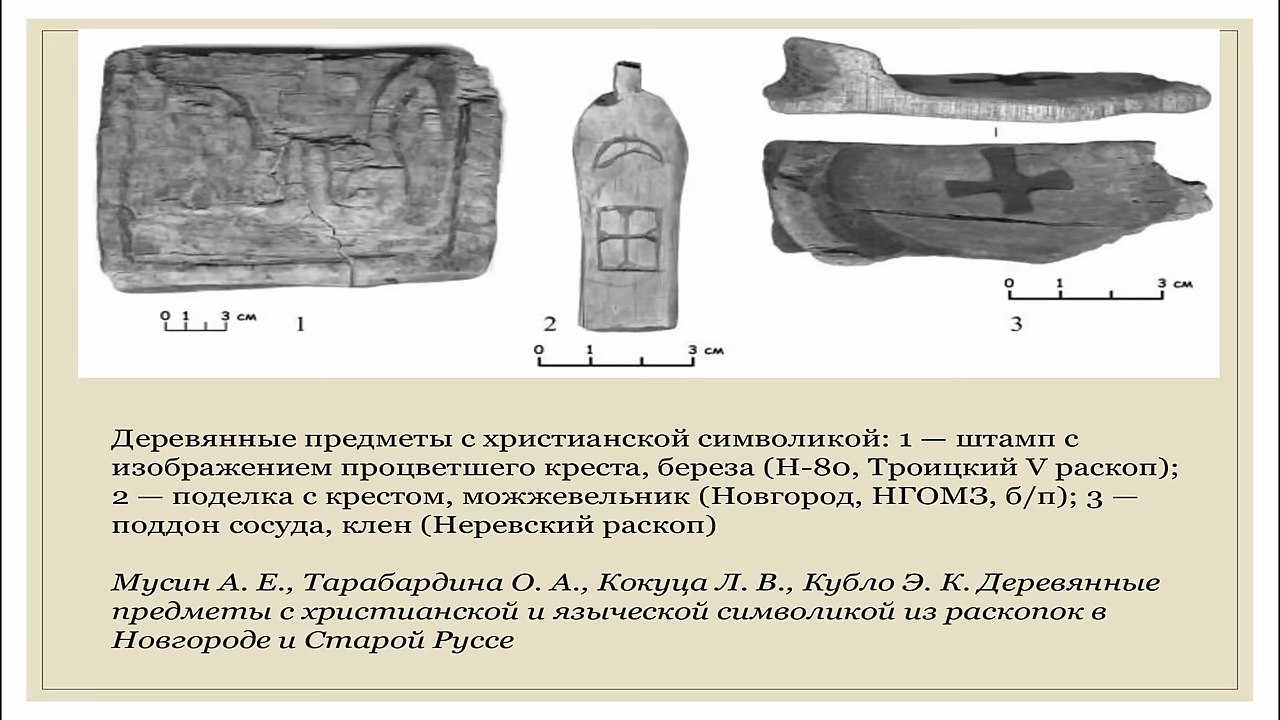 0 1 3 см
1
2
0 1 3 см
0 1 3 см
3
Деревянные предметы с христианской символикой: 1 — штамп с
изображением процветшего креста, береза (Н-80, Троицкий V раскоп);
2 — поделка с крестом, можжевельник (Новгород, НГОМЗ, б/п); 3 —
поддон сосуда, клен (Неревский раскоп)
Мусин А. Е., Тарабардина О. А., Кокуца Л. В., Кубло Э. К. Деревянные
предметы с христианской и языческой символикой из раскопок в
Новгороде и Старой Руссе